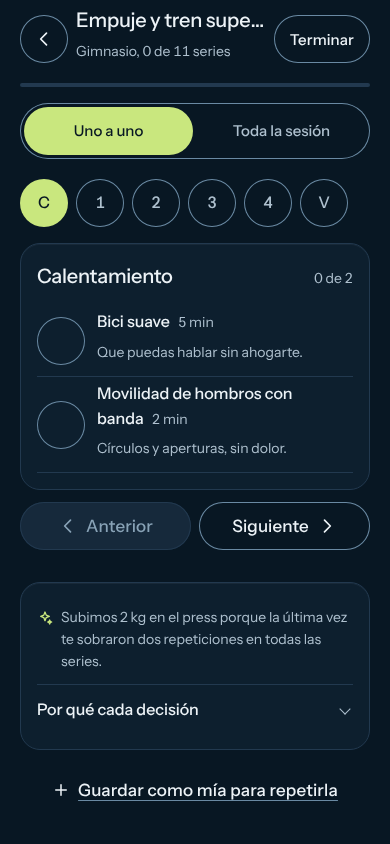 Empuje y tren supe...
Gimnasio, 0 de 11 series
Terminar
Uno a uno
Toda la sesión
C
1
2
3
4
V
Calentamiento
0 de 2
Bici suave 5 min
Que puedas hablar sin ahogarte.
Movilidad de hombros con
banda 2 min
Círculos y aperturas, sin dolor.
Anterior
Siguiente
Subimos 2 kg en el press porque la última vez
te sobraron dos repeticiones en todas las
series.
Por qué cada decisión
Guardar como mía para repetirla